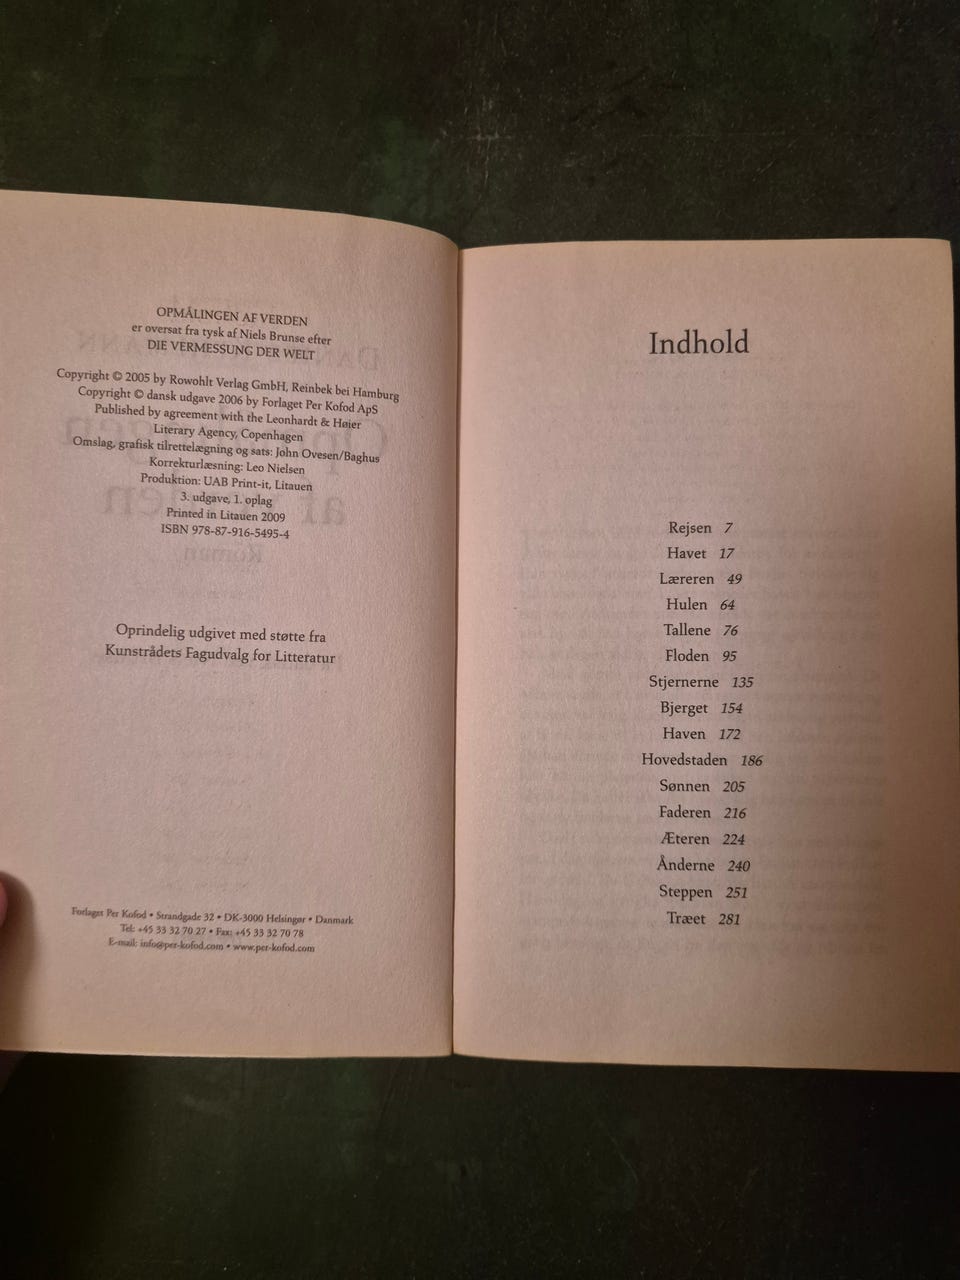 OPMÅLINGEN AF VERDEN
er oversat fra tysk af Niels Brunse efter
DIE VERMESSUNG DER WELT
Copyright © 2005 by Rowohlt Verlag GmbH, Reinbek bei Hamburg
Copyright © dansk udgave 2006 by Forlaget Per Kofod ApS
Published by agreement with the Leonhardt & Høier
Literary Agency, Copenhagen
Omslag, grafisk tilrettelægning og sats: John Ovesen/Baghus
Korrekturlæsning: Leo Nielsen
Produktion: UAB Print-it, Litauen
3. udgave, 1. oplag
Printed in Litauen 2009
ISBN 978-87-916-5495-4
Oprindelig udgivet med støtte fra
Kunstrådets Fagudvalg for Litteratur
Forlaget Per Kofod • Strandgade 32 • DK-3000 Helsingør • Danmark
Tel: +45 33 32 70 27 • Fax: +45 33 32 70 78
E-mail: info@per-kofod.com • www.per-kofod.com
Indhold
Rejsen 7
Havet 17
Læreren 49
Hulen 64
Tallene 76
Floden 95
Stjernerne 135
Bjerget 154
Haven 172
Hovedstaden 186
Sønnen 205
Faderen 216
Æteren 224
Ånderne 240
Steppen 251
Træet 281